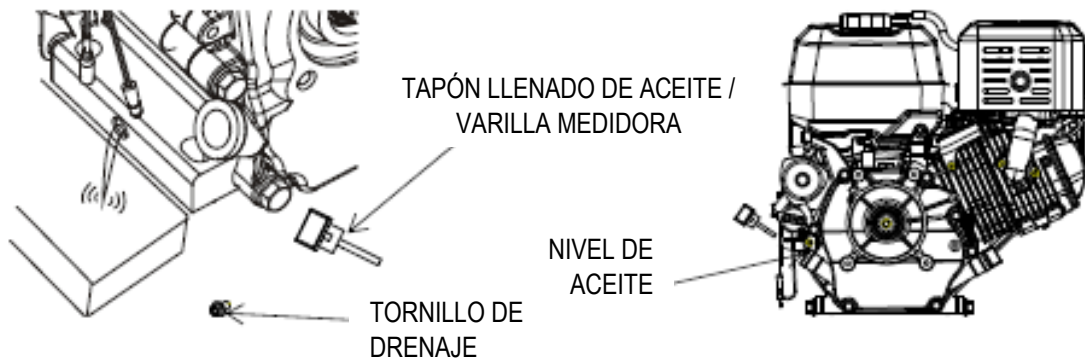 TAPÓN LLENADO DE ACEITE /
VARILLA MEDIDORA
NIVEL DE
ACEITE
TORNILLO DE
DRENAJE